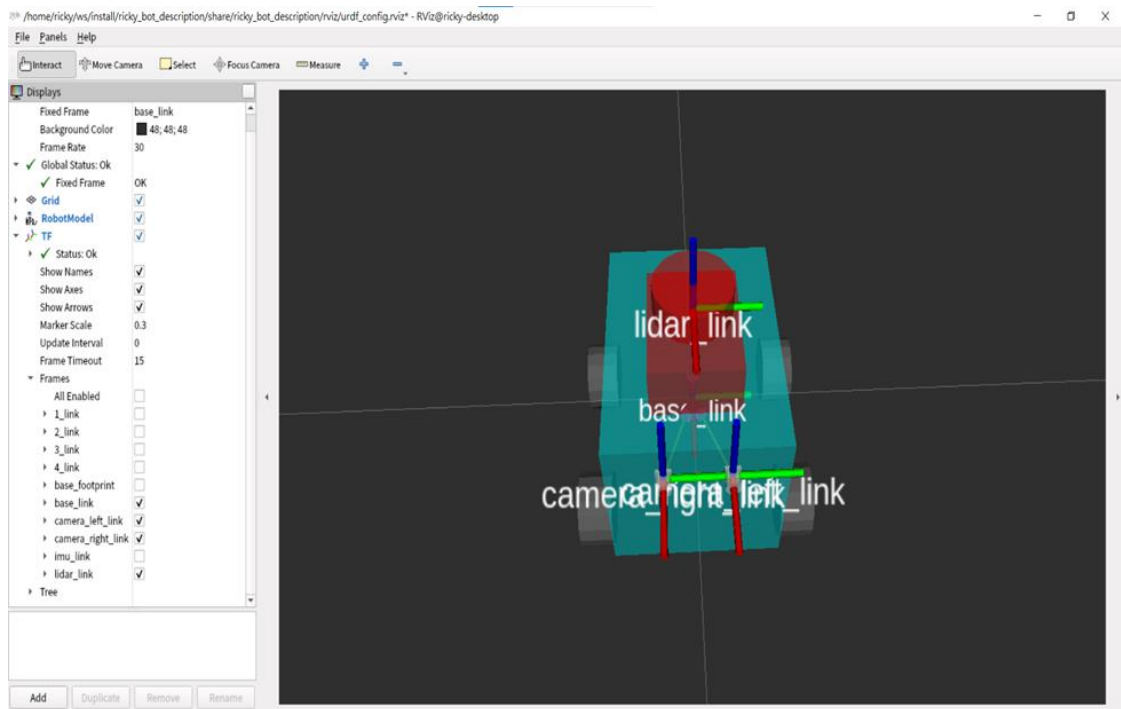 /home/ricky/ws/install/ricky_bot_description/share/ricky_bot_description/rviz/urdf_config.rviz* - RViz@ricky-desktop
File Panels Help
Interact Move Camera Select Focus Camera Measure
Displays
Fixed Frame base_link
Background Color 48; 48; 48
Frame Rate 30
Global Status: Ok
Fixed Frame OK
Grid
RobotModel
TF
Status: Ok
Show Names
Show Axes
Show Arrows
Marker Scale 0.3
Update Interval 0
Frame Timeout 15
Frames
All Enabled
1_link
2_link
3_link
4_link
base_footprint
base_link
camera_left_link
camera_right_link
imu_link
lidar_link
Tree
Add Duplicate Remove Rename
lidar_link
base_link
camera_right_link camera_left_link